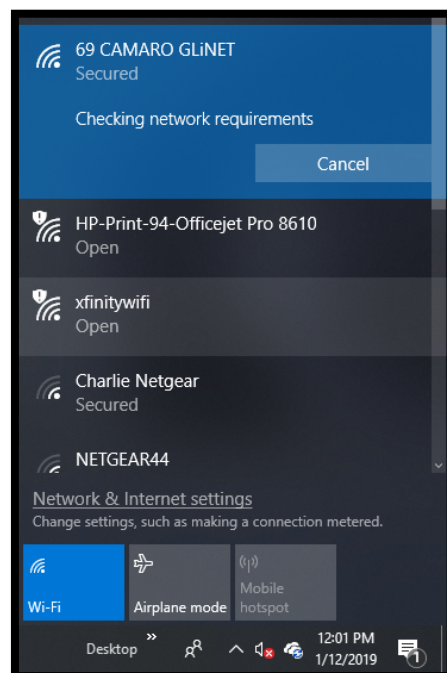 69 CAMARO GLiNET
Secured
Checking network requirements
Cancel
HP-Print-94-Officejet Pro 8610
Open
xfinitywifi
Open
Charlie Netgear
Secured
NETGEAR44
Network & Internet settings
Change settings, such as making a connection metered.
Wi-Fi
Airplane mode
Mobile
hotspot
Desktop
»
12:01 PM
1/12/2019
1